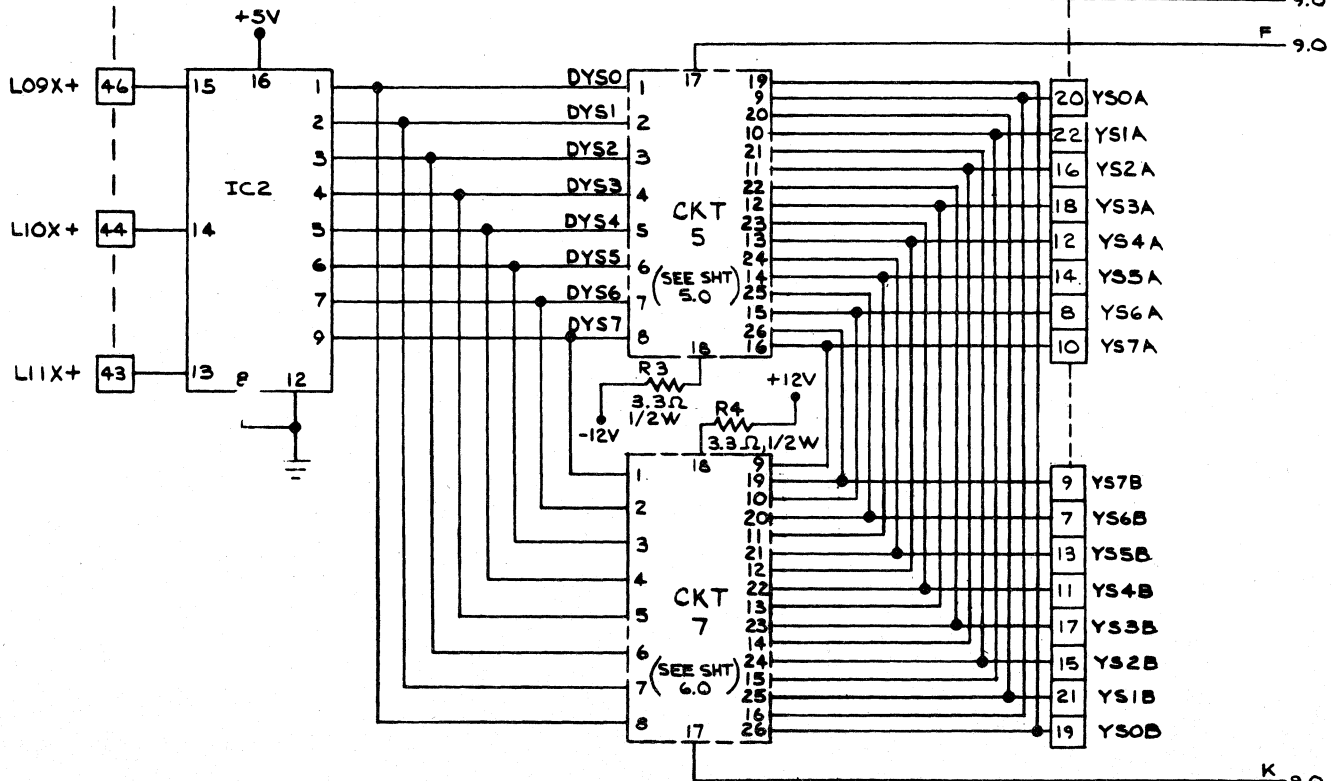 +5V
9.0
F 9.0
L09X+ 46 15 16 1 DYS0 1 17 19 9 20 YS0A
2 DYS1 2 20 10 22 YS1A
3 DYS2 3 21 11 16 YS2A
IC2
4 DYS3 4 22 12 18 YS3A
CKT
5
L10X+ 44 14 5 DYS4 5 23 13 12 YS4A
6 DYS5 6 24 14 14 YS5A
(SEE SHT
5.0)
7 DYS6 7 25 15 8 YS6A
9 DYS7 8 26 16 10 YS7A
18
L11X+ 43 13 8 12
R3
3.3Ω
1/2W
-12V
+12V
R4
3.3Ω,1/2W
18
1 9 19 9 YS7B
2 10 20 7 YS6B
3 11 21 13 YS5B
4 12 22 11 YS4B
CKT
7
5 13 23 17 YS3B
6 14 24 15 YS2B
(SEE SHT
6.0)
7 15 25 21 YS1B
8 16 26 19 YS0B
17
K 9.0